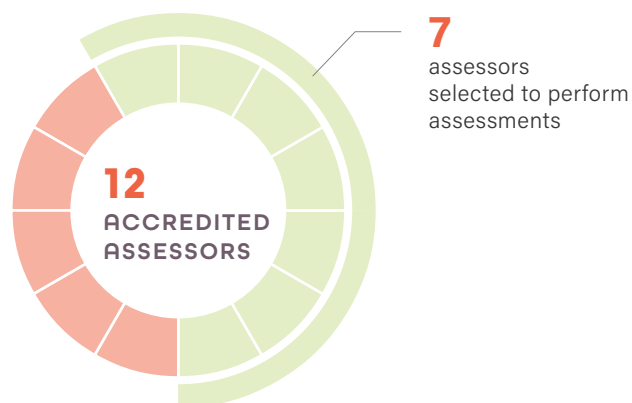 7
assessors
selected to perform
assessments
12
ACCREDITED
ASSESSORS